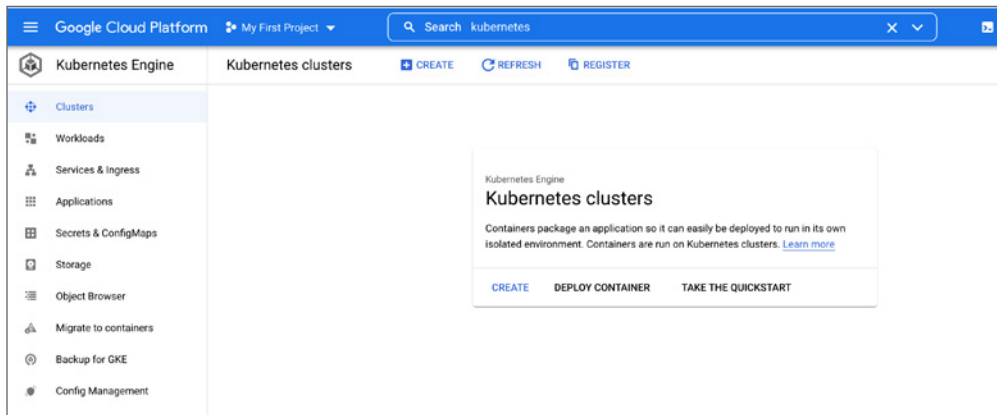 Google Cloud Platform My First Project Search kubernetes
Kubernetes Engine Kubernetes clusters CREATE REFRESH REGISTER
Clusters
Workloads
Services & Ingress
Applications
Secrets & ConfigMaps
Storage
Object Browser
Migrate to containers
Backup for GKE
Config Management
Kubernetes Engine
Kubernetes clusters
Containers package an application so it can easily be deployed to run in its own
isolated environment. Containers are run on Kubernetes clusters. Learn more
CREATE DEPLOY CONTAINER TAKE THE QUICKSTART